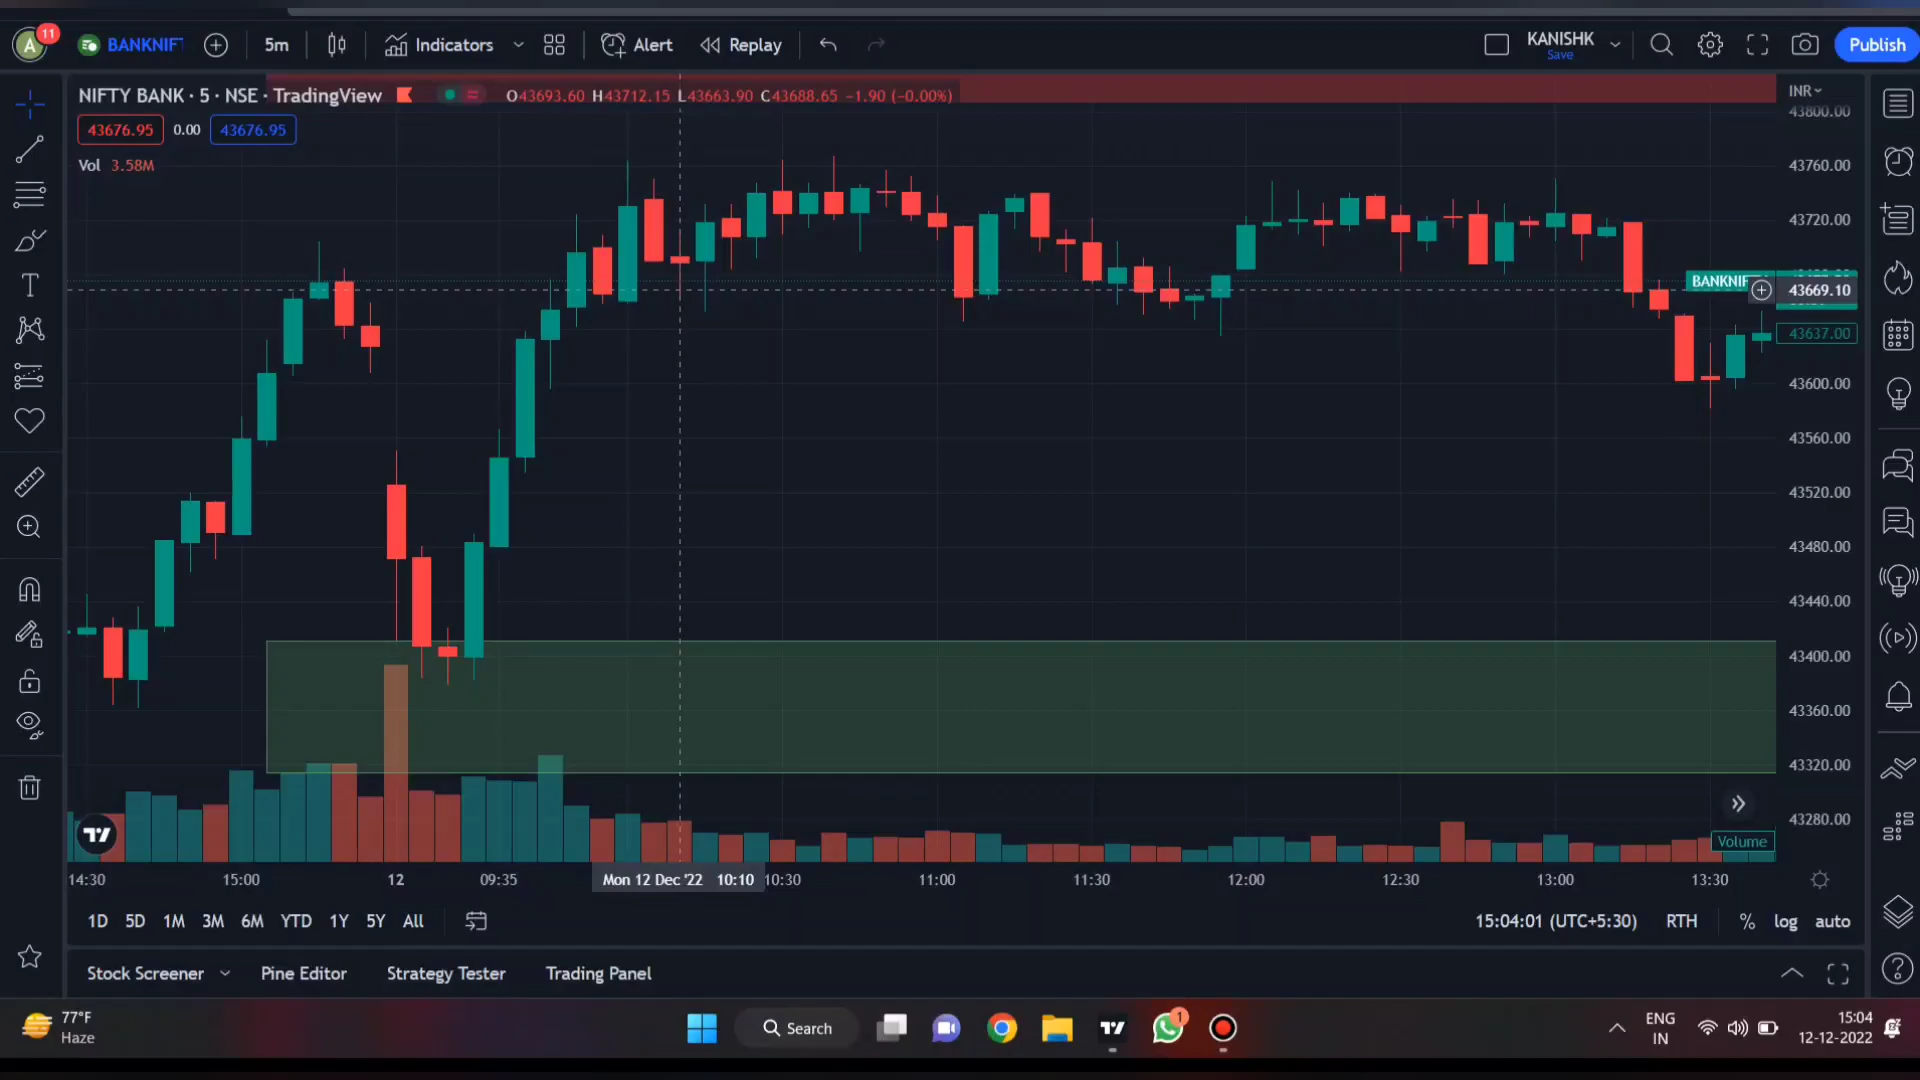 A 11 BANKNIFT 5m Indicators Alert Replay KANISHK Save Publish
NIFTY BANK · 5 · NSE · TradingView O43693.60 H43712.15 L43663.90 C43688.65 −1.90 (−0.00%) INR
43676.95 0.00 43676.95
Vol 3.58M
43800.00
43760.00
43720.00
BANKNIF
43669.10
43637.00
43600.00
43560.00
43520.00
43480.00
43440.00
43400.00
43360.00
43320.00
43280.00
Volume
14:30 15:00 12 09:35 Mon 12 Dec '22 10:10 10:30 11:00 11:30 12:00 12:30 13:00 13:30
1D 5D 1M 3M 6M YTD 1Y 5Y All 15:04:01 (UTC+5:30) RTH % log auto
Stock Screener Pine Editor Strategy Tester Trading Panel
77°F
Haze
Search
1
ENG
IN
15:04
12-12-2022